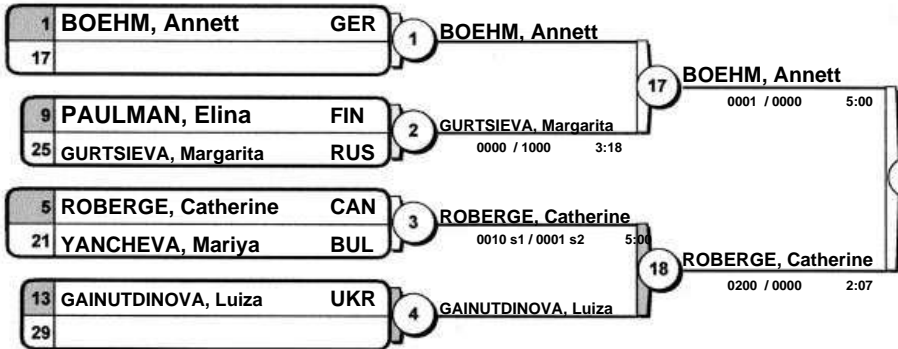 1 BOEHM, Annett GER
17
1
BOEHM, Annett
9 PAULMAN, Elina FIN
25 GURTSIEVA, Margarita RUS
2
GURTSIEVA, Margarita
0000 / 1000 3:18
17
BOEHM, Annett
0001 / 0000 5:00
5 ROBERGE, Catherine CAN
21 YANCHEVA, Mariya BUL
3
ROBERGE, Catherine
0010 s1 / 0001 s2 5:00
13 GAINUTDINOVA, Luiza UKR
29
4
GAINUTDINOVA, Luiza
18
ROBERGE, Catherine
0200 / 0000 2:07